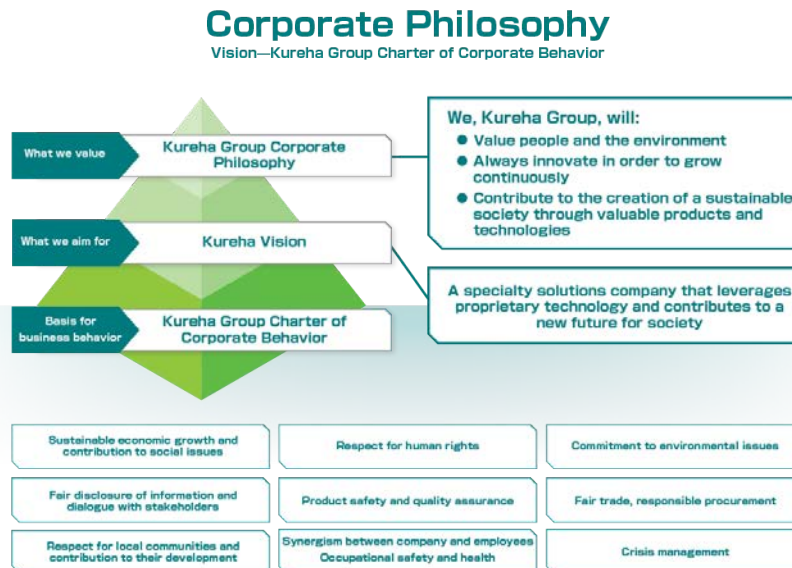 Corporate Philosophy
Vision—Kureha Group Charter of Corporate Behavior
What we value
Kureha Group Corporate
Philosophy
We, Kureha Group, will:
● Value people and the environment
● Always innovate in order to grow
continuously
● Contribute to the creation of a sustainable
society through valuable products and
technologies
What we aim for
Kureha Vision
A specialty solutions company that leverages
proprietary technology and contributes to a
new future for society
Basis for
business behavior
Kureha Group Charter of
Corporate Behavior
Sustainable economic growth and
contribution to social issues
Respect for human rights
Commitment to environmental issues
Fair disclosure of information and
dialogue with stakeholders
Product safety and quality assurance
Fair trade, responsible procurement
Respect for local communities and
contribution to their development
Synergism between company and employees
Occupational safety and health
Crisis management